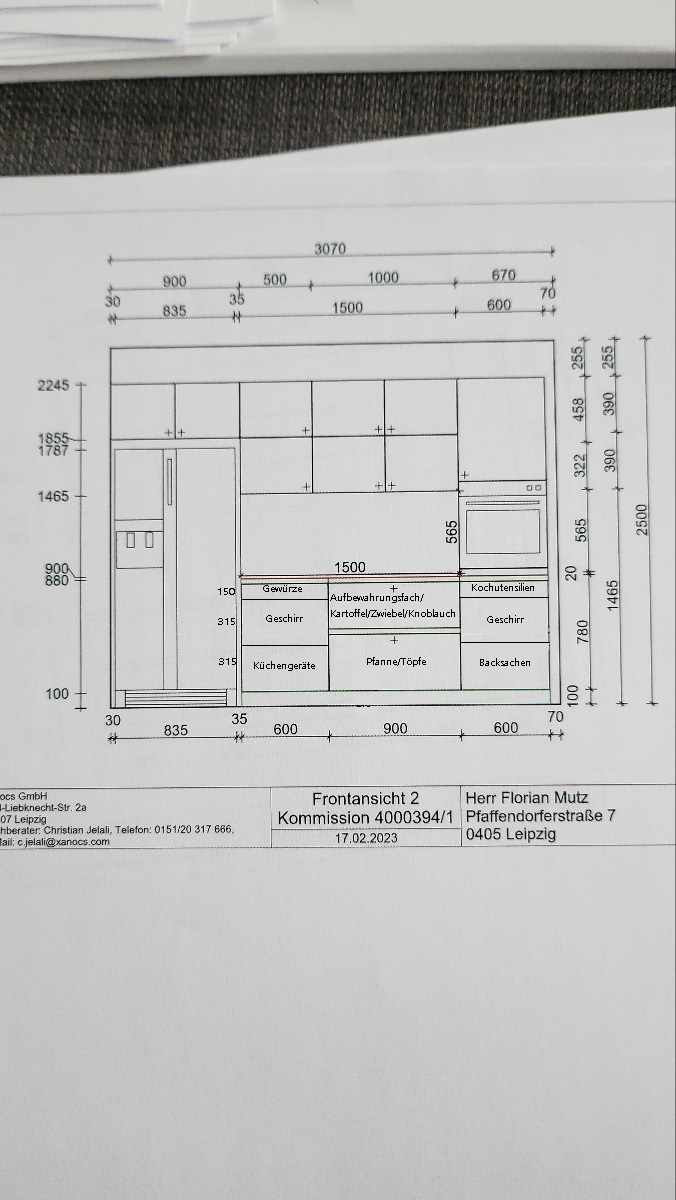 3070
900 500 1000 670
30 35 70
835 1500 600
2245
1855
1787
1465
900
880
100
255 255
458 390
322 390
565 565
2500
20
1465
780
100
1500
150 Gewürze
Aufbewahrungsfach/
Kartoffel/Zwiebel/Knoblauch
Kochutensilien
315 Geschirr
Geschirr
315 Küchengeräte
Pfanne/Töpfe
Backsachen
30 35 70
835 600 900 600
ocs GmbH
l-Liebknecht-Str. 2a
07 Leipzig
hberater: Christian Jelali, Telefon: 0151/20 317 666,
ail: c.jelali@xanocs.com
Frontansicht 2
Kommission 4000394/1
17.02.2023
Herr Florian Mutz
Pfaffendorferstraße 7
0405 Leipzig